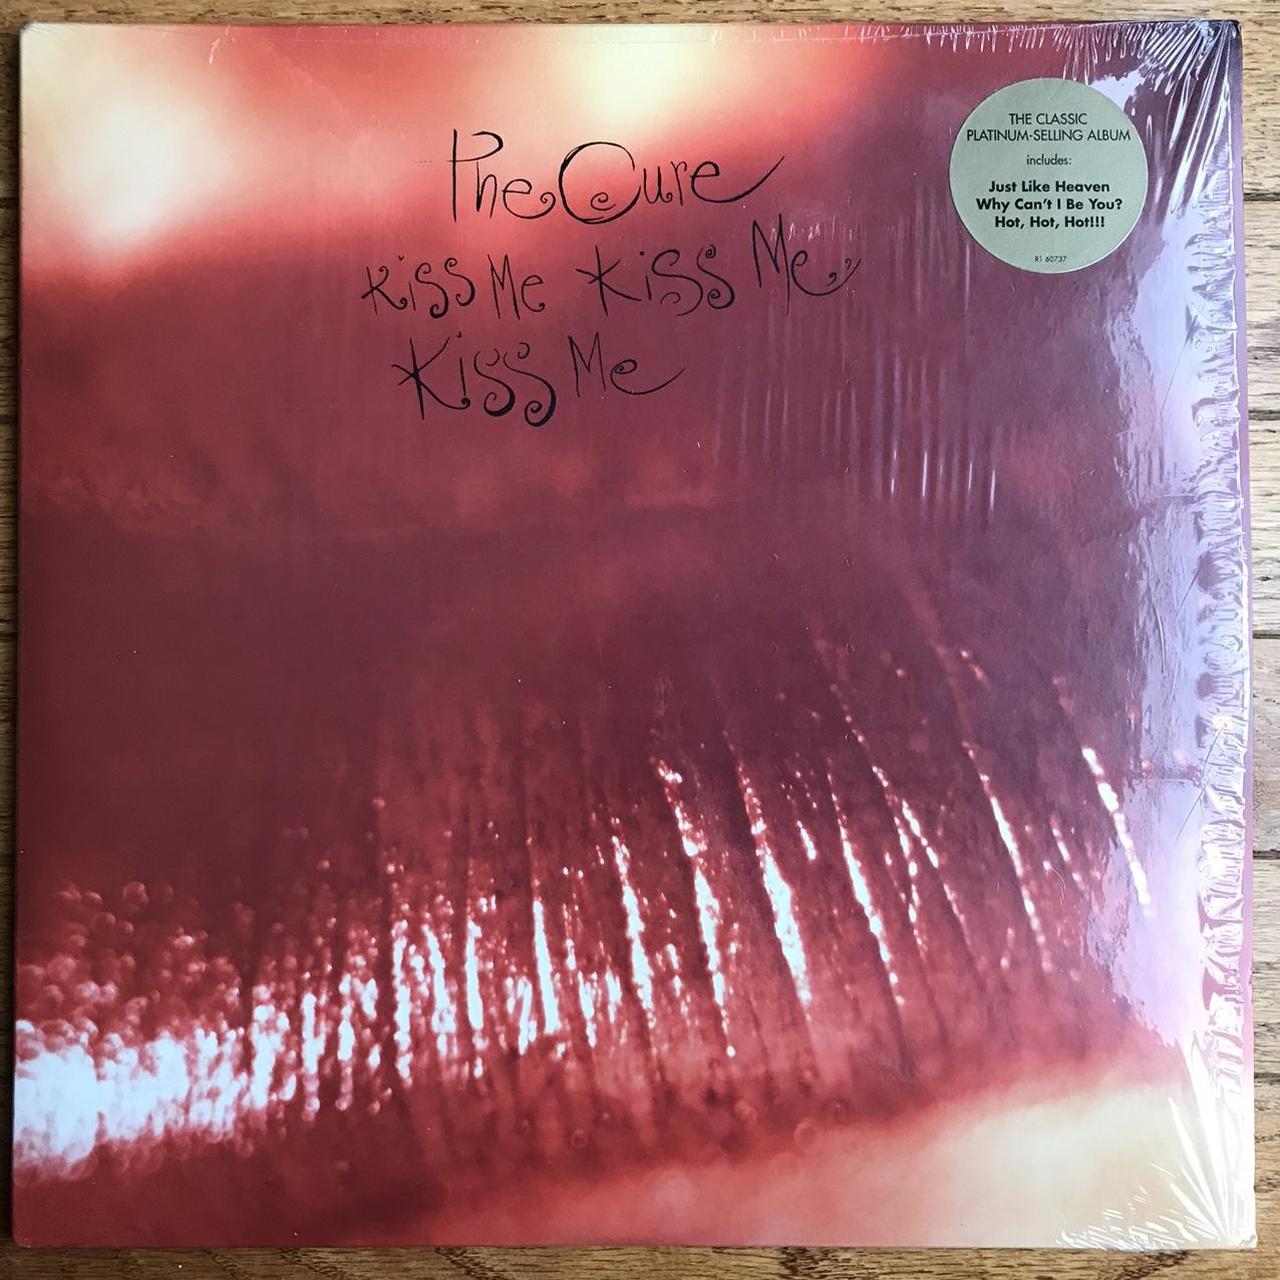 The Cure
Kiss Me Kiss Me
Kiss Me
THE CLASSIC
PLATINUM-SELLING ALBUM
includes:
Just Like Heaven
Why Can't I Be You?
Hot, Hot, Hot!!!
R1 60737